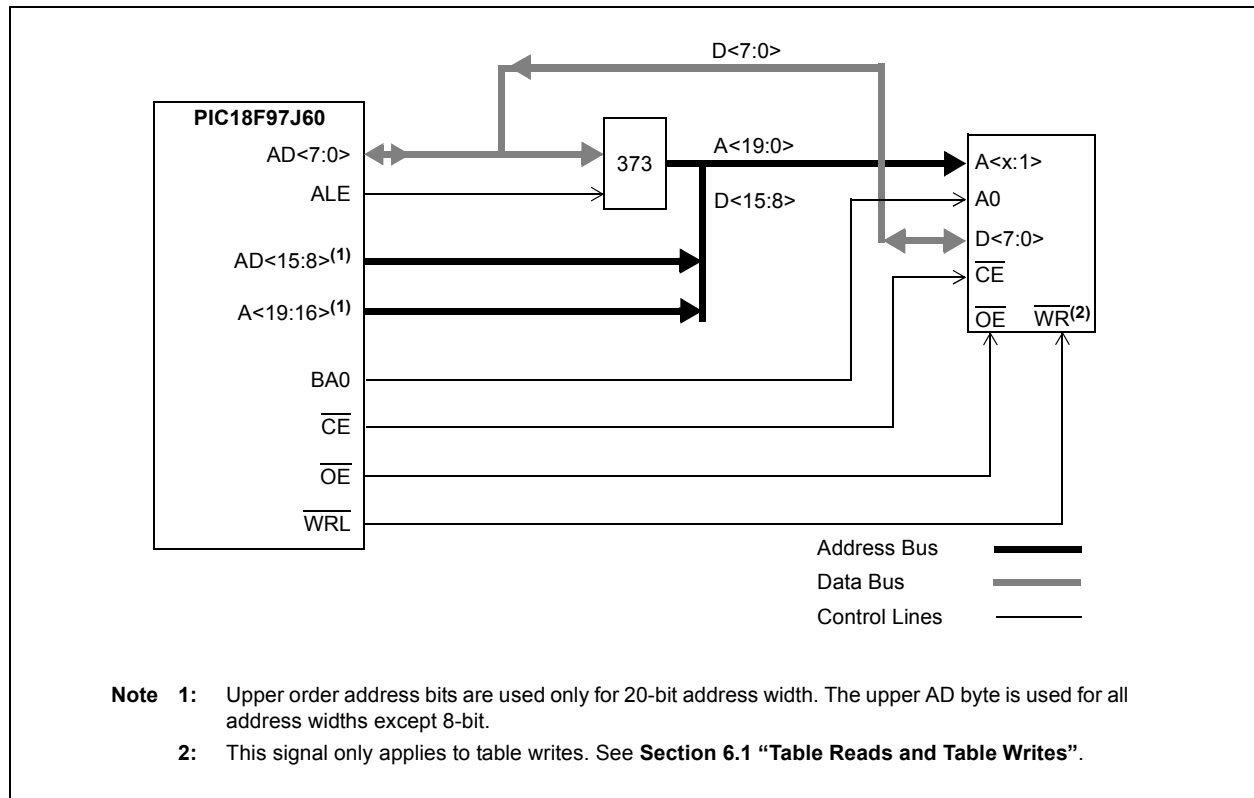 D<7:0>
PIC18F97J60
AD<7:0>
373
A<19:0>
A<x:1>
ALE
D<15:8>
A0
AD<15:8>(1)
D<7:0>
CE
A<19:16>(1)
OE
WR(2)
BA0
CE
OE
WRL
Address Bus
Data Bus
Control Lines
Note 1: Upper order address bits are used only for 20-bit address width. The upper AD byte is used for all
address widths except 8-bit.
2: This signal only applies to table writes. See Section 6.1 “Table Reads and Table Writes”.